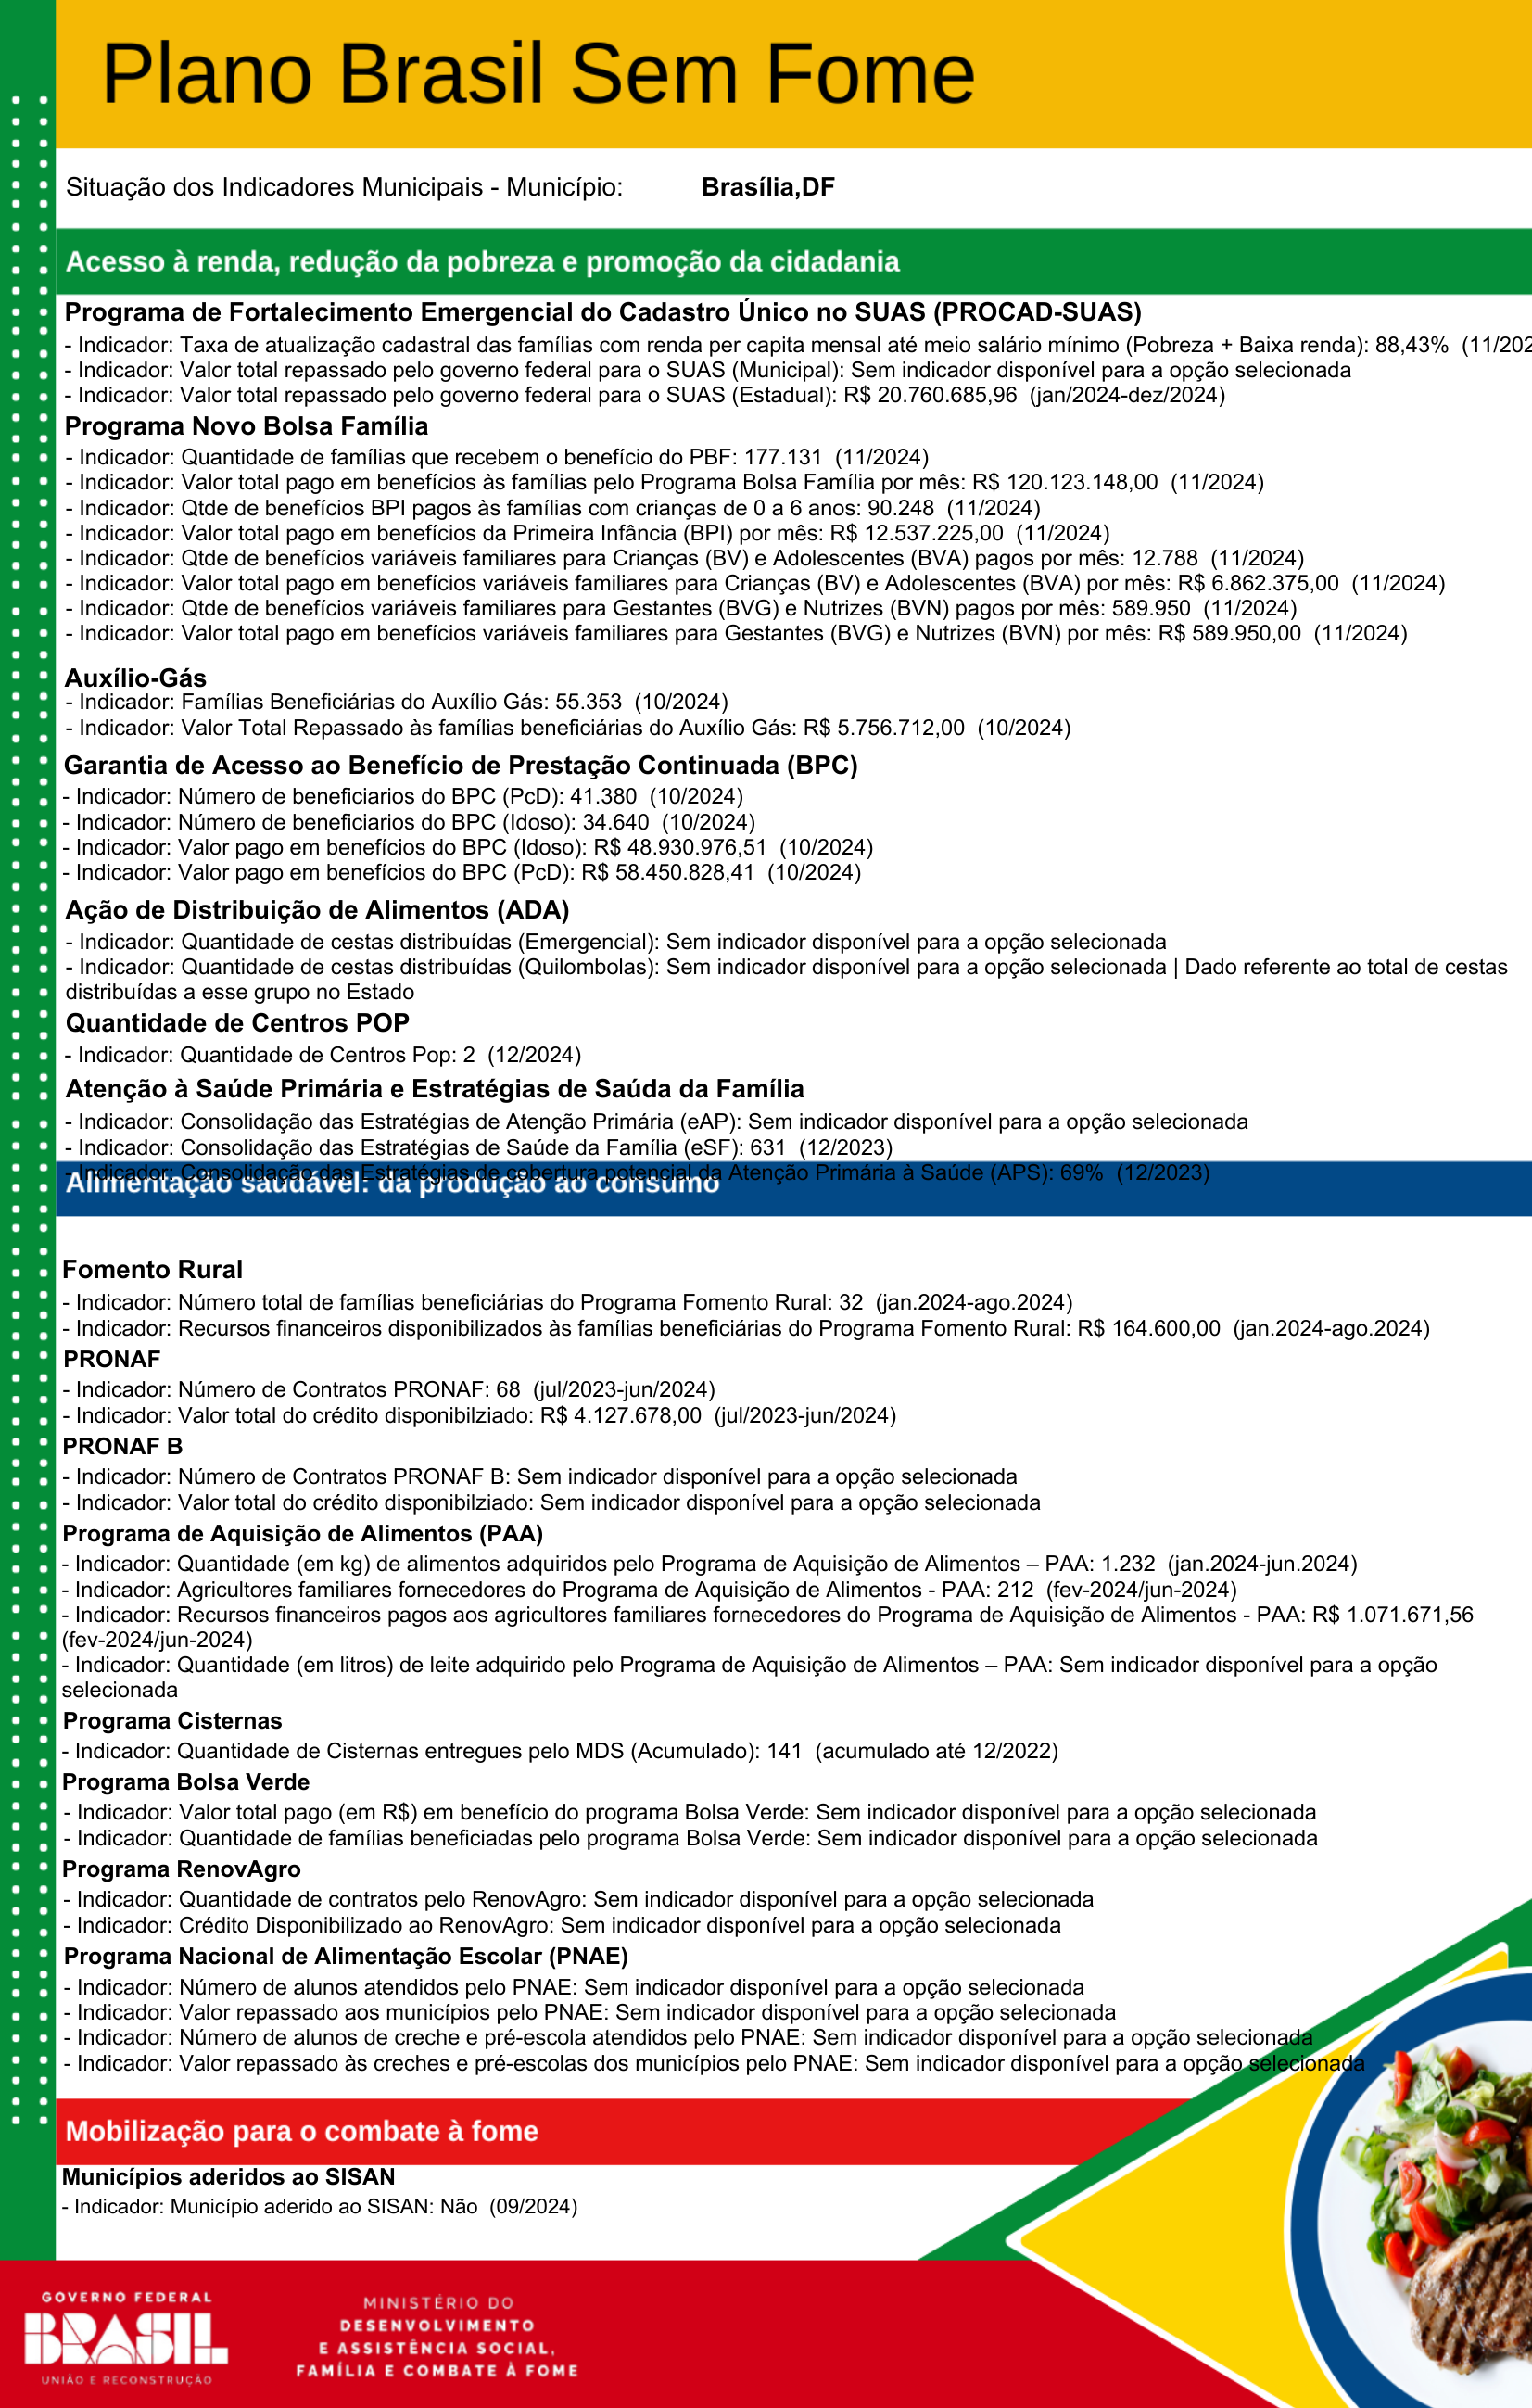 Plano Brasil Sem Fome
Situação dos Indicadores Municipais - Município: Brasília,DF
Acesso à renda, redução da pobreza e promoção da cidadania
Programa de Fortalecimento Emergencial do Cadastro Único no SUAS (PROCAD-SUAS)
- Indicador: Taxa de atualização cadastral das famílias com renda per capita mensal até meio salário mínimo (Pobreza + Baixa renda): 88,43% (11/202
- Indicador: Valor total repassado pelo governo federal para o SUAS (Municipal): Sem indicador disponível para a opção selecionada
- Indicador: Valor total repassado pelo governo federal para o SUAS (Estadual): R$ 20.760.685,96 (jan/2024-dez/2024)
Programa Novo Bolsa Família
- Indicador: Quantidade de famílias que recebem o benefício do PBF: 177.131 (11/2024)
- Indicador: Valor total pago em benefícios às famílias pelo Programa Bolsa Família por mês: R$ 120.123.148,00 (11/2024)
- Indicador: Qtde de benefícios BPI pagos às famílias com crianças de 0 a 6 anos: 90.248 (11/2024)
- Indicador: Valor total pago em benefícios da Primeira Infância (BPI) por mês: R$ 12.537.225,00 (11/2024)
- Indicador: Qtde de benefícios variáveis familiares para Crianças (BV) e Adolescentes (BVA) pagos por mês: 12.788 (11/2024)
- Indicador: Valor total pago em benefícios variáveis familiares para Crianças (BV) e Adolescentes (BVA) por mês: R$ 6.862.375,00 (11/2024)
- Indicador: Qtde de benefícios variáveis familiares para Gestantes (BVG) e Nutrizes (BVN) pagos por mês: 589.950 (11/2024)
- Indicador: Valor total pago em benefícios variáveis familiares para Gestantes (BVG) e Nutrizes (BVN) por mês: R$ 589.950,00 (11/2024)
Auxílio-Gás
- Indicador: Famílias Beneficiárias do Auxílio Gás: 55.353 (10/2024)
- Indicador: Valor Total Repassado às famílias beneficiárias do Auxílio Gás: R$ 5.756.712,00 (10/2024)
Garantia de Acesso ao Benefício de Prestação Continuada (BPC)
- Indicador: Número de beneficiarios do BPC (PcD): 41.380 (10/2024)
- Indicador: Número de beneficiarios do BPC (Idoso): 34.640 (10/2024)
- Indicador: Valor pago em benefícios do BPC (Idoso): R$ 48.930.976,51 (10/2024)
- Indicador: Valor pago em benefícios do BPC (PcD): R$ 58.450.828,41 (10/2024)
Ação de Distribuição de Alimentos (ADA)
- Indicador: Quantidade de cestas distribuídas (Emergencial): Sem indicador disponível para a opção selecionada
- Indicador: Quantidade de cestas distribuídas (Quilombolas): Sem indicador disponível para a opção selecionada | Dado referente ao total de cestas
distribuídas a esse grupo no Estado
Quantidade de Centros POP
- Indicador: Quantidade de Centros Pop: 2 (12/2024)
Atenção à Saúde Primária e Estratégias de Saúda da Família
- Indicador: Consolidação das Estratégias de Atenção Primária (eAP): Sem indicador disponível para a opção selecionada
- Indicador: Consolidação das Estratégias de Saúde da Família (eSF): 631 (12/2023)
- Indicador: Consolidação das Estratégias de cobertura potencial da Atenção Primária à Saúde (APS): 69% (12/2023)
Alimentação saudável: da produção ao consumo
Fomento Rural
- Indicador: Número total de famílias beneficiárias do Programa Fomento Rural: 32 (jan.2024-ago.2024)
- Indicador: Recursos financeiros disponibilizados às famílias beneficiárias do Programa Fomento Rural: R$ 164.600,00 (jan.2024-ago.2024)
PRONAF
- Indicador: Número de Contratos PRONAF: 68 (jul/2023-jun/2024)
- Indicador: Valor total do crédito disponibilziado: R$ 4.127.678,00 (jul/2023-jun/2024)
PRONAF B
- Indicador: Número de Contratos PRONAF B: Sem indicador disponível para a opção selecionada
- Indicador: Valor total do crédito disponibilziado: Sem indicador disponível para a opção selecionada
Programa de Aquisição de Alimentos (PAA)
- Indicador: Quantidade (em kg) de alimentos adquiridos pelo Programa de Aquisição de Alimentos – PAA: 1.232 (jan.2024-jun.2024)
- Indicador: Agricultores familiares fornecedores do Programa de Aquisição de Alimentos - PAA: 212 (fev-2024/jun-2024)
- Indicador: Recursos financeiros pagos aos agricultores familiares fornecedores do Programa de Aquisição de Alimentos - PAA: R$ 1.071.671,56
(fev-2024/jun-2024)
- Indicador: Quantidade (em litros) de leite adquirido pelo Programa de Aquisição de Alimentos – PAA: Sem indicador disponível para a opção
selecionada
Programa Cisternas
- Indicador: Quantidade de Cisternas entregues pelo MDS (Acumulado): 141 (acumulado até 12/2022)
Programa Bolsa Verde
- Indicador: Valor total pago (em R$) em benefício do programa Bolsa Verde: Sem indicador disponível para a opção selecionada
- Indicador: Quantidade de famílias beneficiadas pelo programa Bolsa Verde: Sem indicador disponível para a opção selecionada
Programa RenovAgro
- Indicador: Quantidade de contratos pelo RenovAgro: Sem indicador disponível para a opção selecionada
- Indicador: Crédito Disponibilizado ao RenovAgro: Sem indicador disponível para a opção selecionada
Programa Nacional de Alimentação Escolar (PNAE)
- Indicador: Número de alunos atendidos pelo PNAE: Sem indicador disponível para a opção selecionada
- Indicador: Valor repassado aos municípios pelo PNAE: Sem indicador disponível para a opção selecionada
- Indicador: Número de alunos de creche e pré-escola atendidos pelo PNAE: Sem indicador disponível para a opção selecionada
- Indicador: Valor repassado às creches e pré-escolas dos municípios pelo PNAE: Sem indicador disponível para a opção selecionada
Mobilização para o combate à fome
Municípios aderidos ao SISAN
- Indicador: Município aderido ao SISAN: Não (09/2024)
GOVERNO FEDERAL
BRASIL
UNIÃO E RECONSTRUÇÃO
MINISTÉRIO DO
DESENVOLVIMENTO
E ASSISTÊNCIA SOCIAL,
FAMÍLIA E COMBATE À FOME